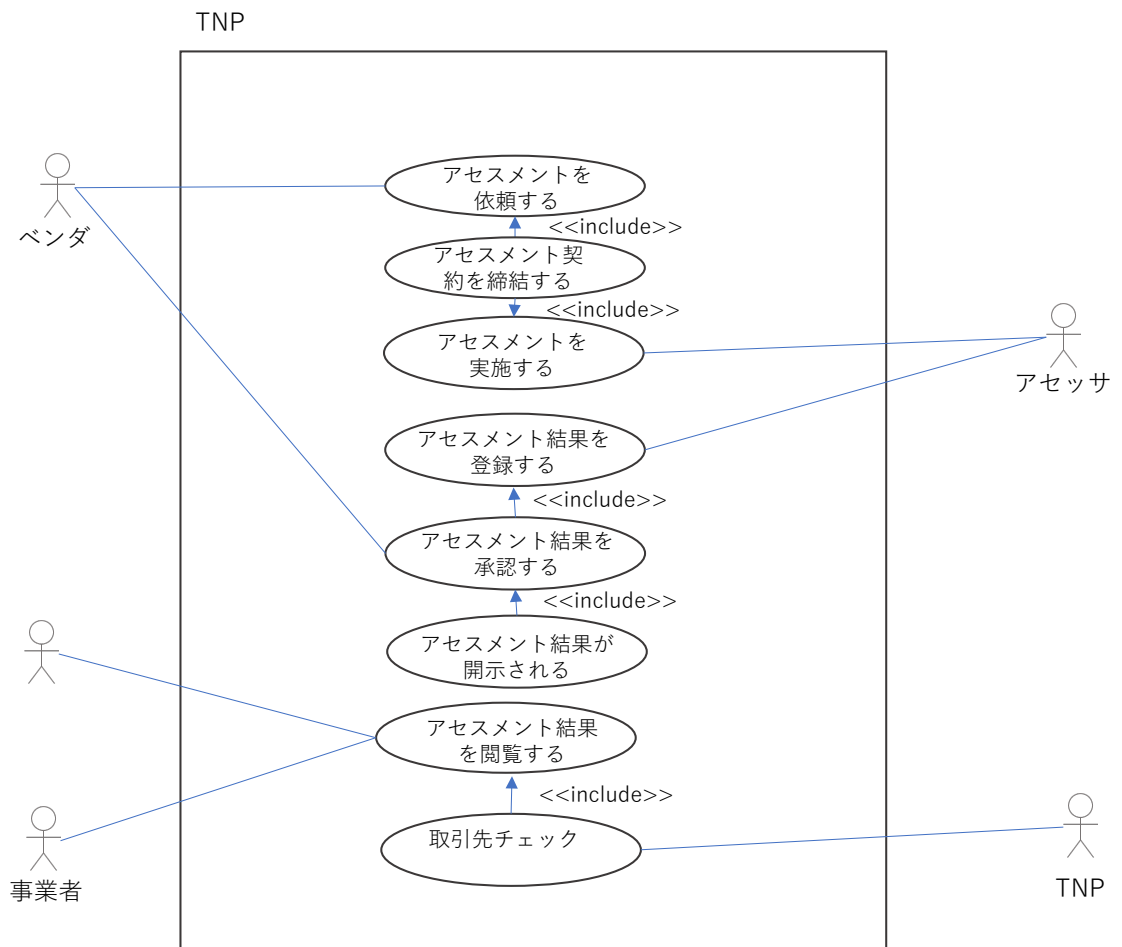 TNP
アセスメントを
依頼する
ベンダ
<<include>>
アセスメント契
約を締結する
<<include>>
アセスメントを
実施する
アセッサ
アセスメント結果を
登録する
<<include>>
アセスメント結果を
承認する
<<include>>
アセスメント結果が
開示される
アセスメント結果
を閲覧する
<<include>>
取引先チェック
事業者
TNP